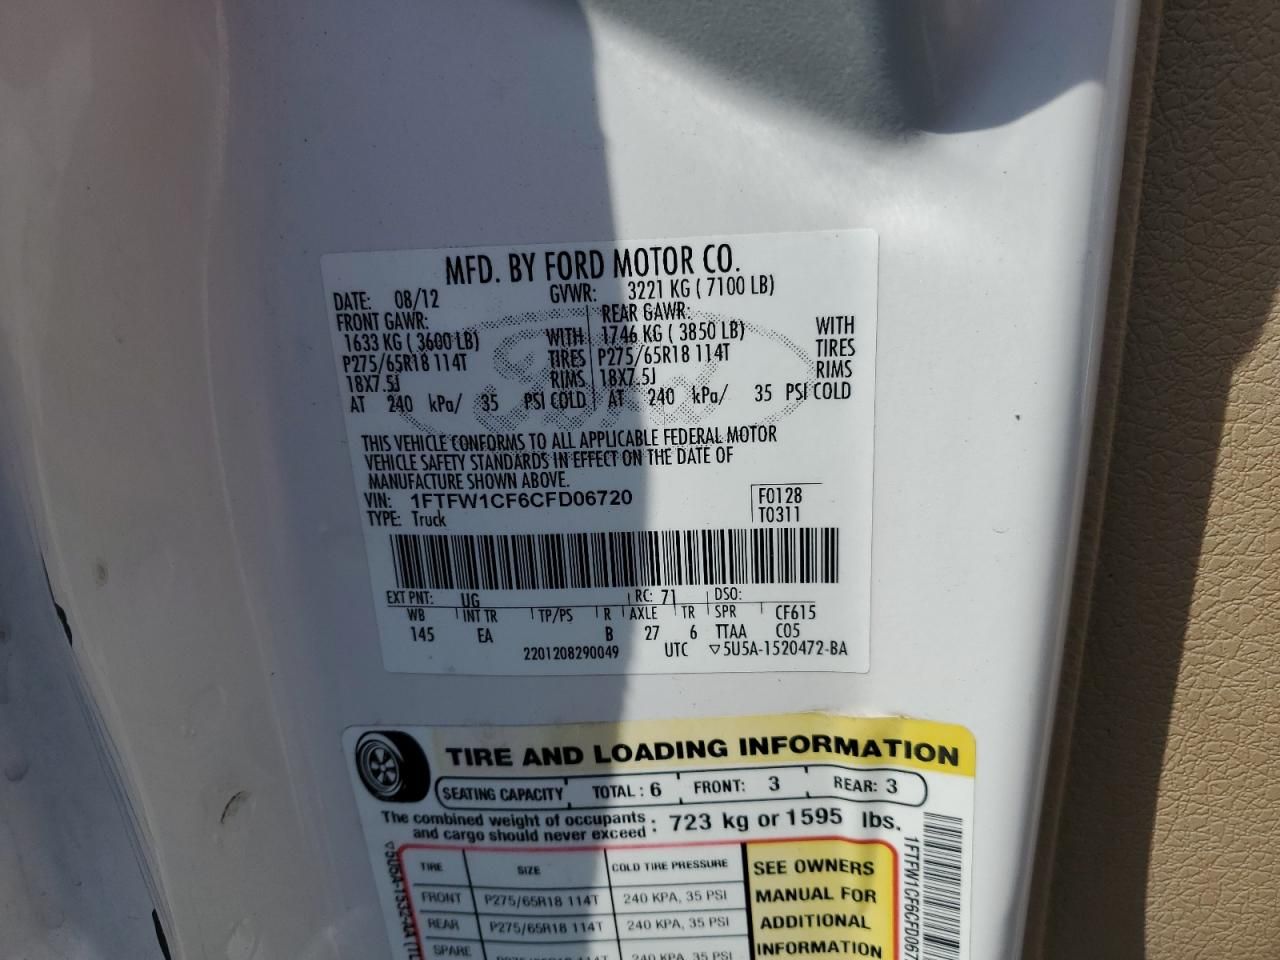 MFD. BY FORD MOTOR CO.
DATE: 08/12 GVWR: 3221 KG ( 7100 LB)
FRONT GAWR: REAR GAWR:
1633 KG ( 3600 LB) WITH 1746 KG ( 3850 LB) WITH
P275/65R18 114T TIRES P275/65R18 114T TIRES
18X7.5J RIMS 18X7.5J RIMS
AT 240 kPa/ 35 PSI COLD AT 240 kPa/ 35 PSI COLD
THIS VEHICLE CONFORMS TO ALL APPLICABLE FEDERAL MOTOR
VEHICLE SAFETY STANDARDS IN EFFECT ON THE DATE OF
MANUFACTURE SHOWN ABOVE.
VIN: 1FTFW1CF6CFD06720 F0128
TYPE: Truck T0311
EXT PNT: UG RC: 71 DSO:
WB INT TR TP/PS R AXLE TR SPR CF615
145 EA B 27 6 TTAA C05
2201208290049 UTC ▽5U5A-1520472-BA
TIRE AND LOADING INFORMATION
SEATING CAPACITY TOTAL : 6 FRONT: 3 REAR: 3
The combined weight of occupants : 723 kg or 1595 lbs.
and cargo should never exceed :
TIRE SIZE COLD TIRE PRESSURE
FRONT P275/65R18 114T 240 KPA, 35 PSI
REAR P275/65R18 114T 240 KPA, 35 PSI
SPARE P275/65R18 114T 240 KPA, 35 PSI
SEE OWNERS
MANUAL FOR
ADDITIONAL
INFORMATION
1FTFW1CF6CFD067